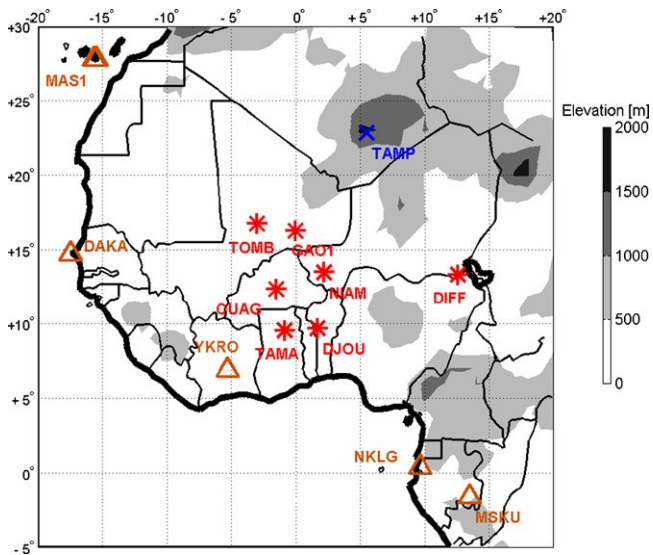 -20° -15° -10° -5° 0° +5° +10° +15° +20°
+30°
+25°
+20°
+15°
+10°
+5°
0°
-5°
MAS1
TAMP
DAKA
TOMB
GAO1
NIAM
DIFF
OUAG
TAMA
DJOU
YKRO
NKLG
MSKU
Elevation [m]
2000
1500
1000
500
0